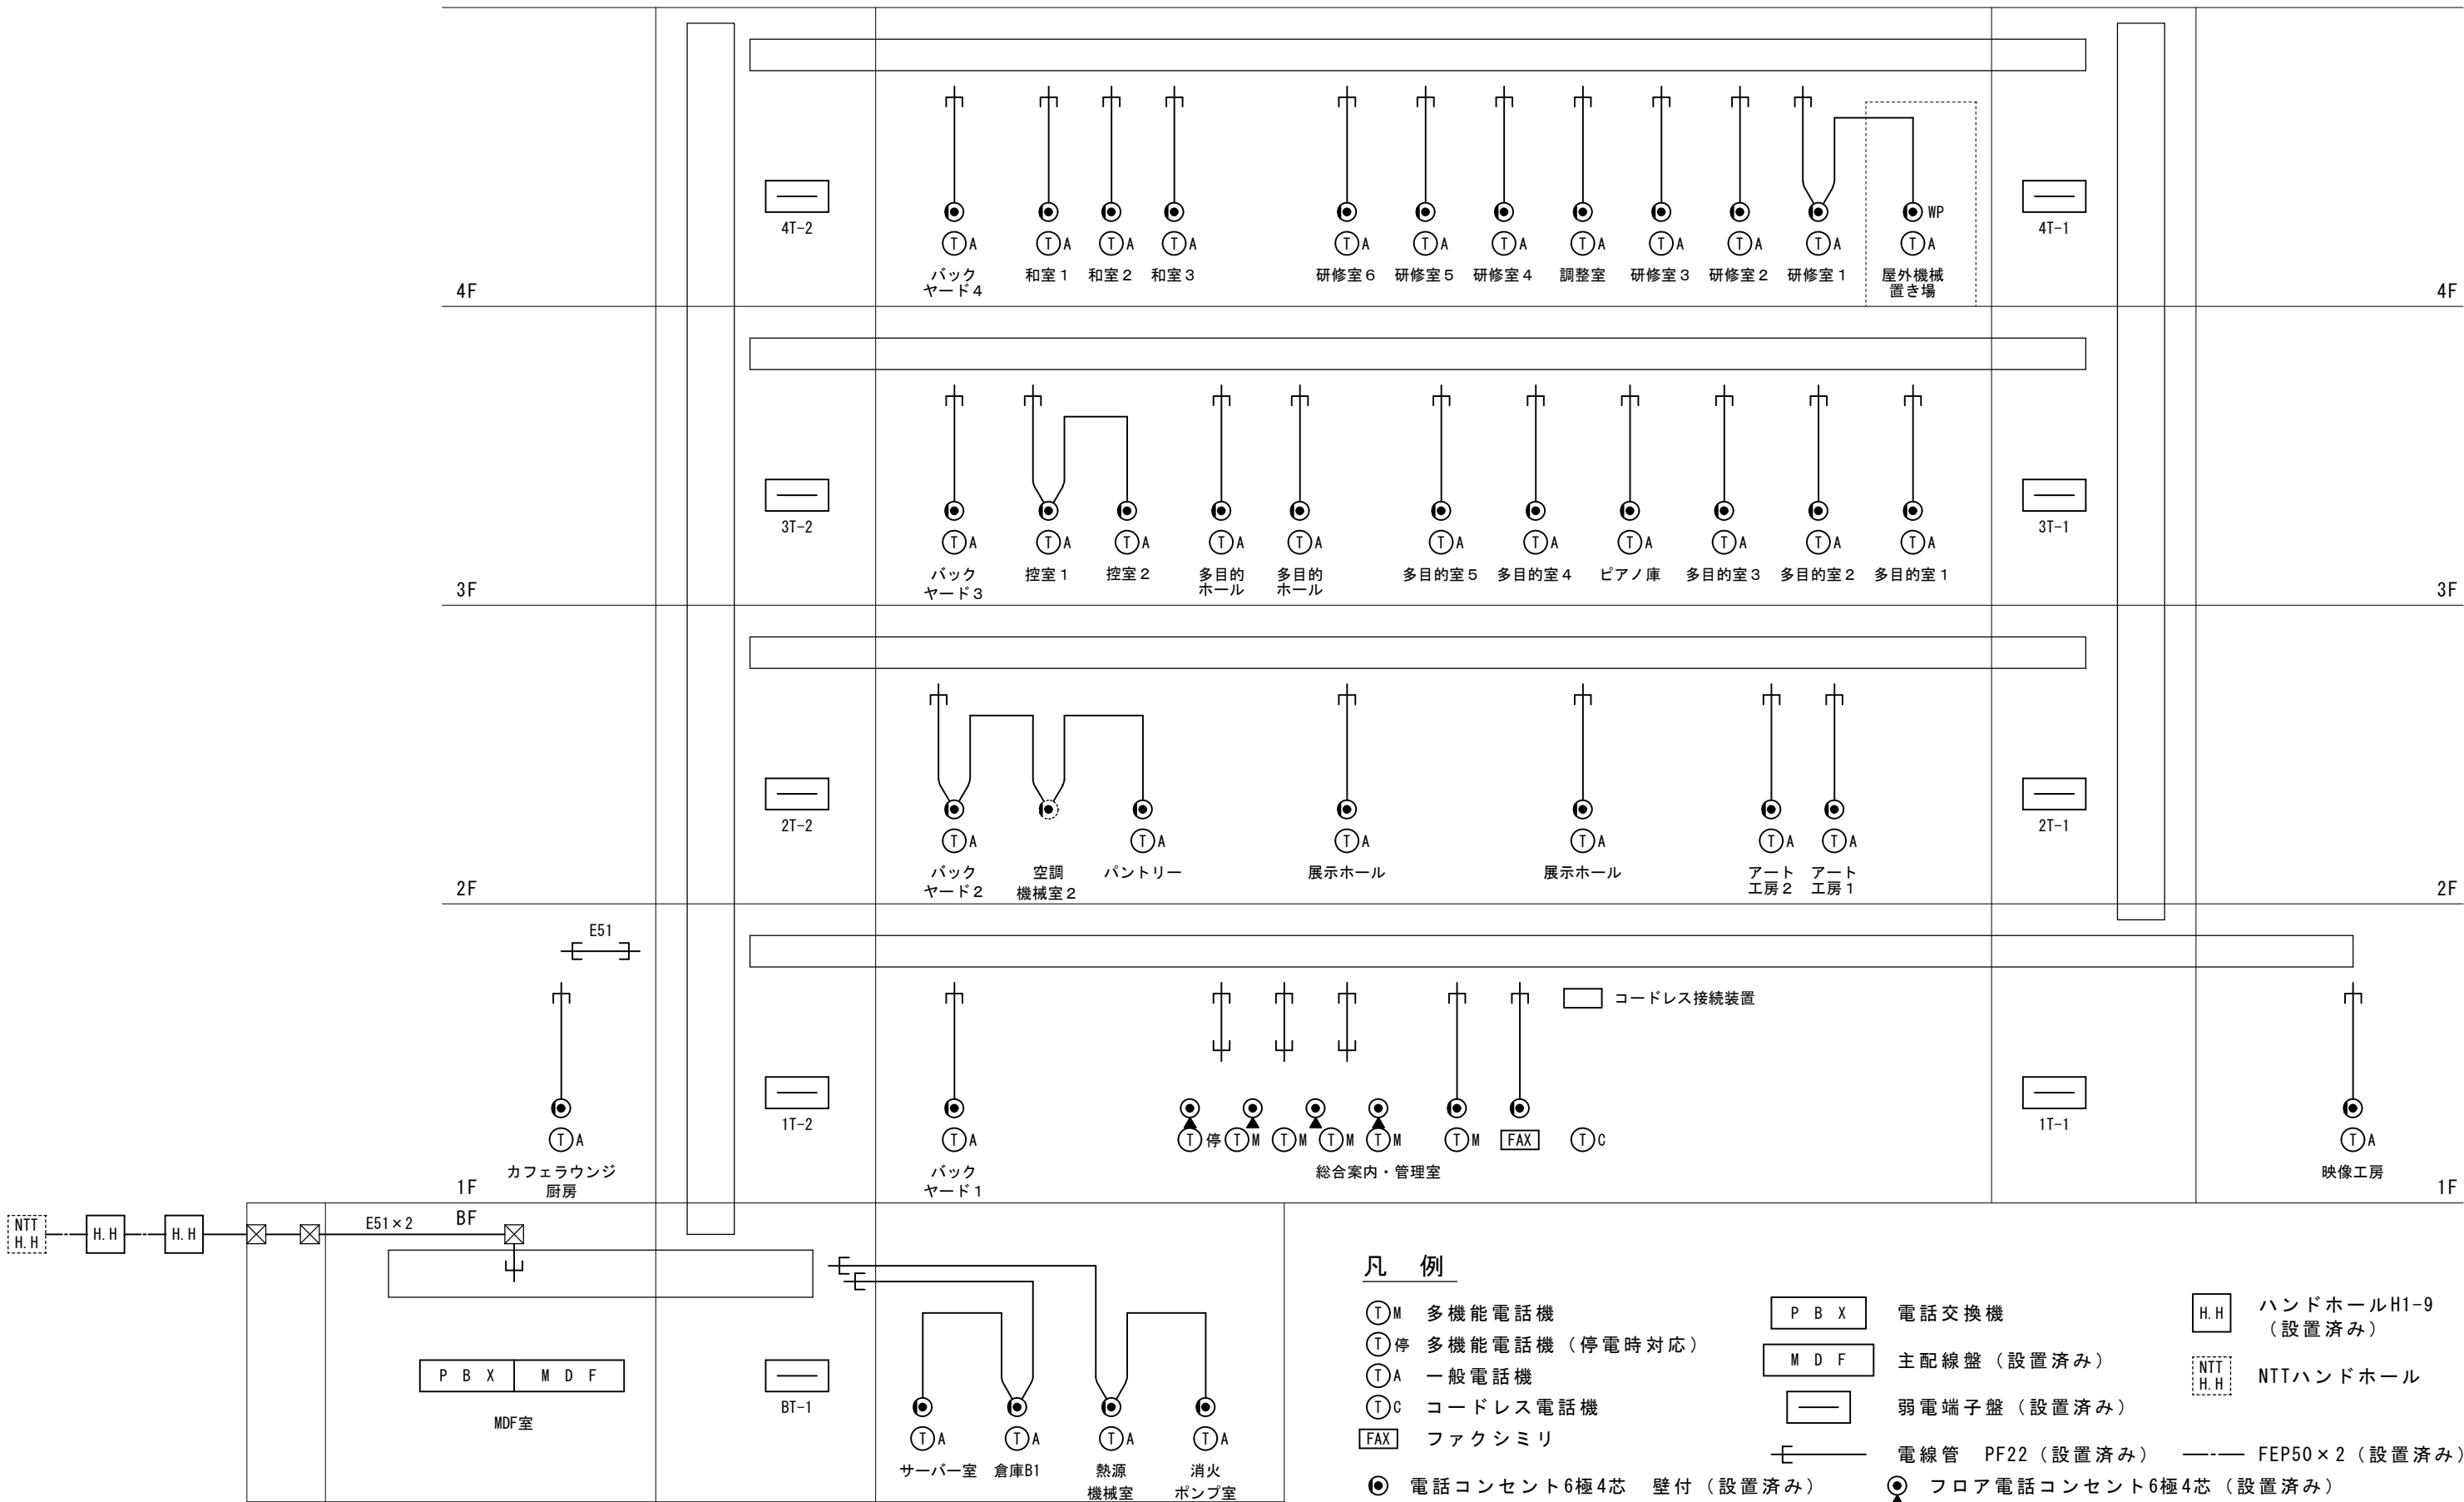 4T-2
A A A A A A A A A A A WP A
T T T T T T T T T T T T
バック
ヤード4
和室1 和室2 和室3 研修室6 研修室5 研修室4 調整室 研修室3 研修室2 研修室1
屋外機械
置き場
4T-1
4F 4F
3T-2
T A T A T A T A T A T A T A T A T A T A T A
バック
ヤード3
控室1 控室2
多目的
ホール
多目的
ホール
多目的室5 多目的室4 ピアノ庫 多目的室3 多目的室2 多目的室1
3T-1
3F 3F
2T-2
T A T A T A T A T A T A
バック
ヤード2
空調
機械室2
パントリー
展示ホール
展示ホール
アート
工房2
アート
工房1
2T-1
2F 2F
E51
コードレス接続装置
T A
カフェラウンジ
厨房
1T-2
T A
バック
ヤード1
T 停 T M T M T M T M T M FAX T C
総合案内・管理室
1T-1
T A
映像工房
1F 1F
NTT
H.H
H.H
H.H
E51×2
BF
P B X M D F
MDF室
BT-1
T A T A T A T A
サーバー室 倉庫B1
熱源
機械室
消火
ポンプ室
凡 例
T M 多機能電話機
T 停 多機能電話機(停電時対応)
T A 一般電話機
T C コードレス電話機
FAX ファクシミリ
電話コンセント6極4芯 壁付(設置済み)
P B X 電話交換機
M D F 主配線盤(設置済み)
弱電端子盤(設置済み)
電線管 PF22(設置済み)
フロア電話コンセント6極4芯(設置済み)
H.H ハンドホールH1-9
(設置済み)
NTT
H.H
NTTハンドホール
FEP50×2(設置済み)